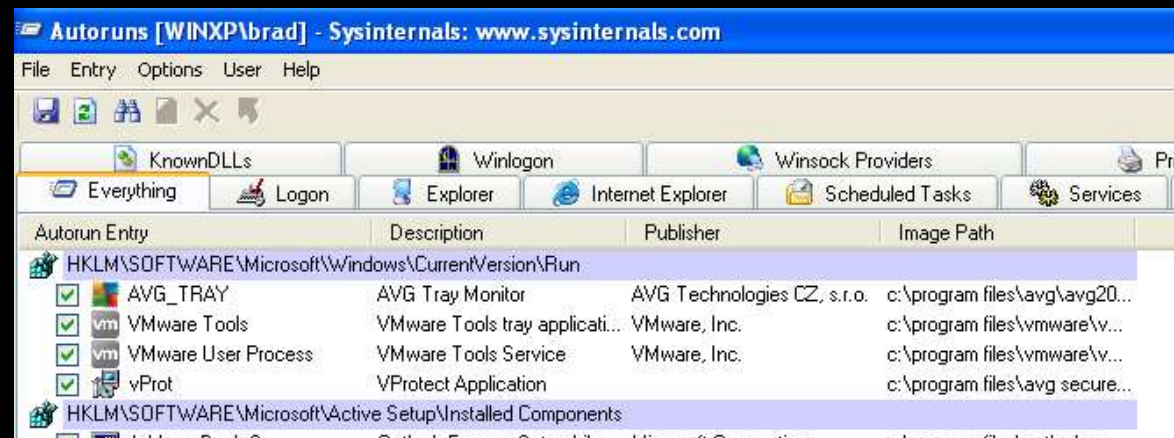 Autoruns [WINXP\brad] - Sysinternals: www.sysinternals.com
File Entry Options User Help
KnownDLLs Winlogon Winsock Providers
Everything Logon Explorer Internet Explorer Scheduled Tasks Services
Autorun Entry Description Publisher Image Path
HKLM\SOFTWARE\Microsoft\Windows\CurrentVersion\Run
AVG_TRAY AVG Tray Monitor AVG Technologies CZ, s.r.o. c:\program files\avg\avg20...
VMware Tools VMware Tools tray applicati... VMware, Inc. c:\program files\vmware\v...
VMware User Process VMware Tools Service VMware, Inc. c:\program files\vmware\v...
vProt VProtect Application c:\program files\avg secure...
HKLM\SOFTWARE\Microsoft\Active Setup\Installed Components